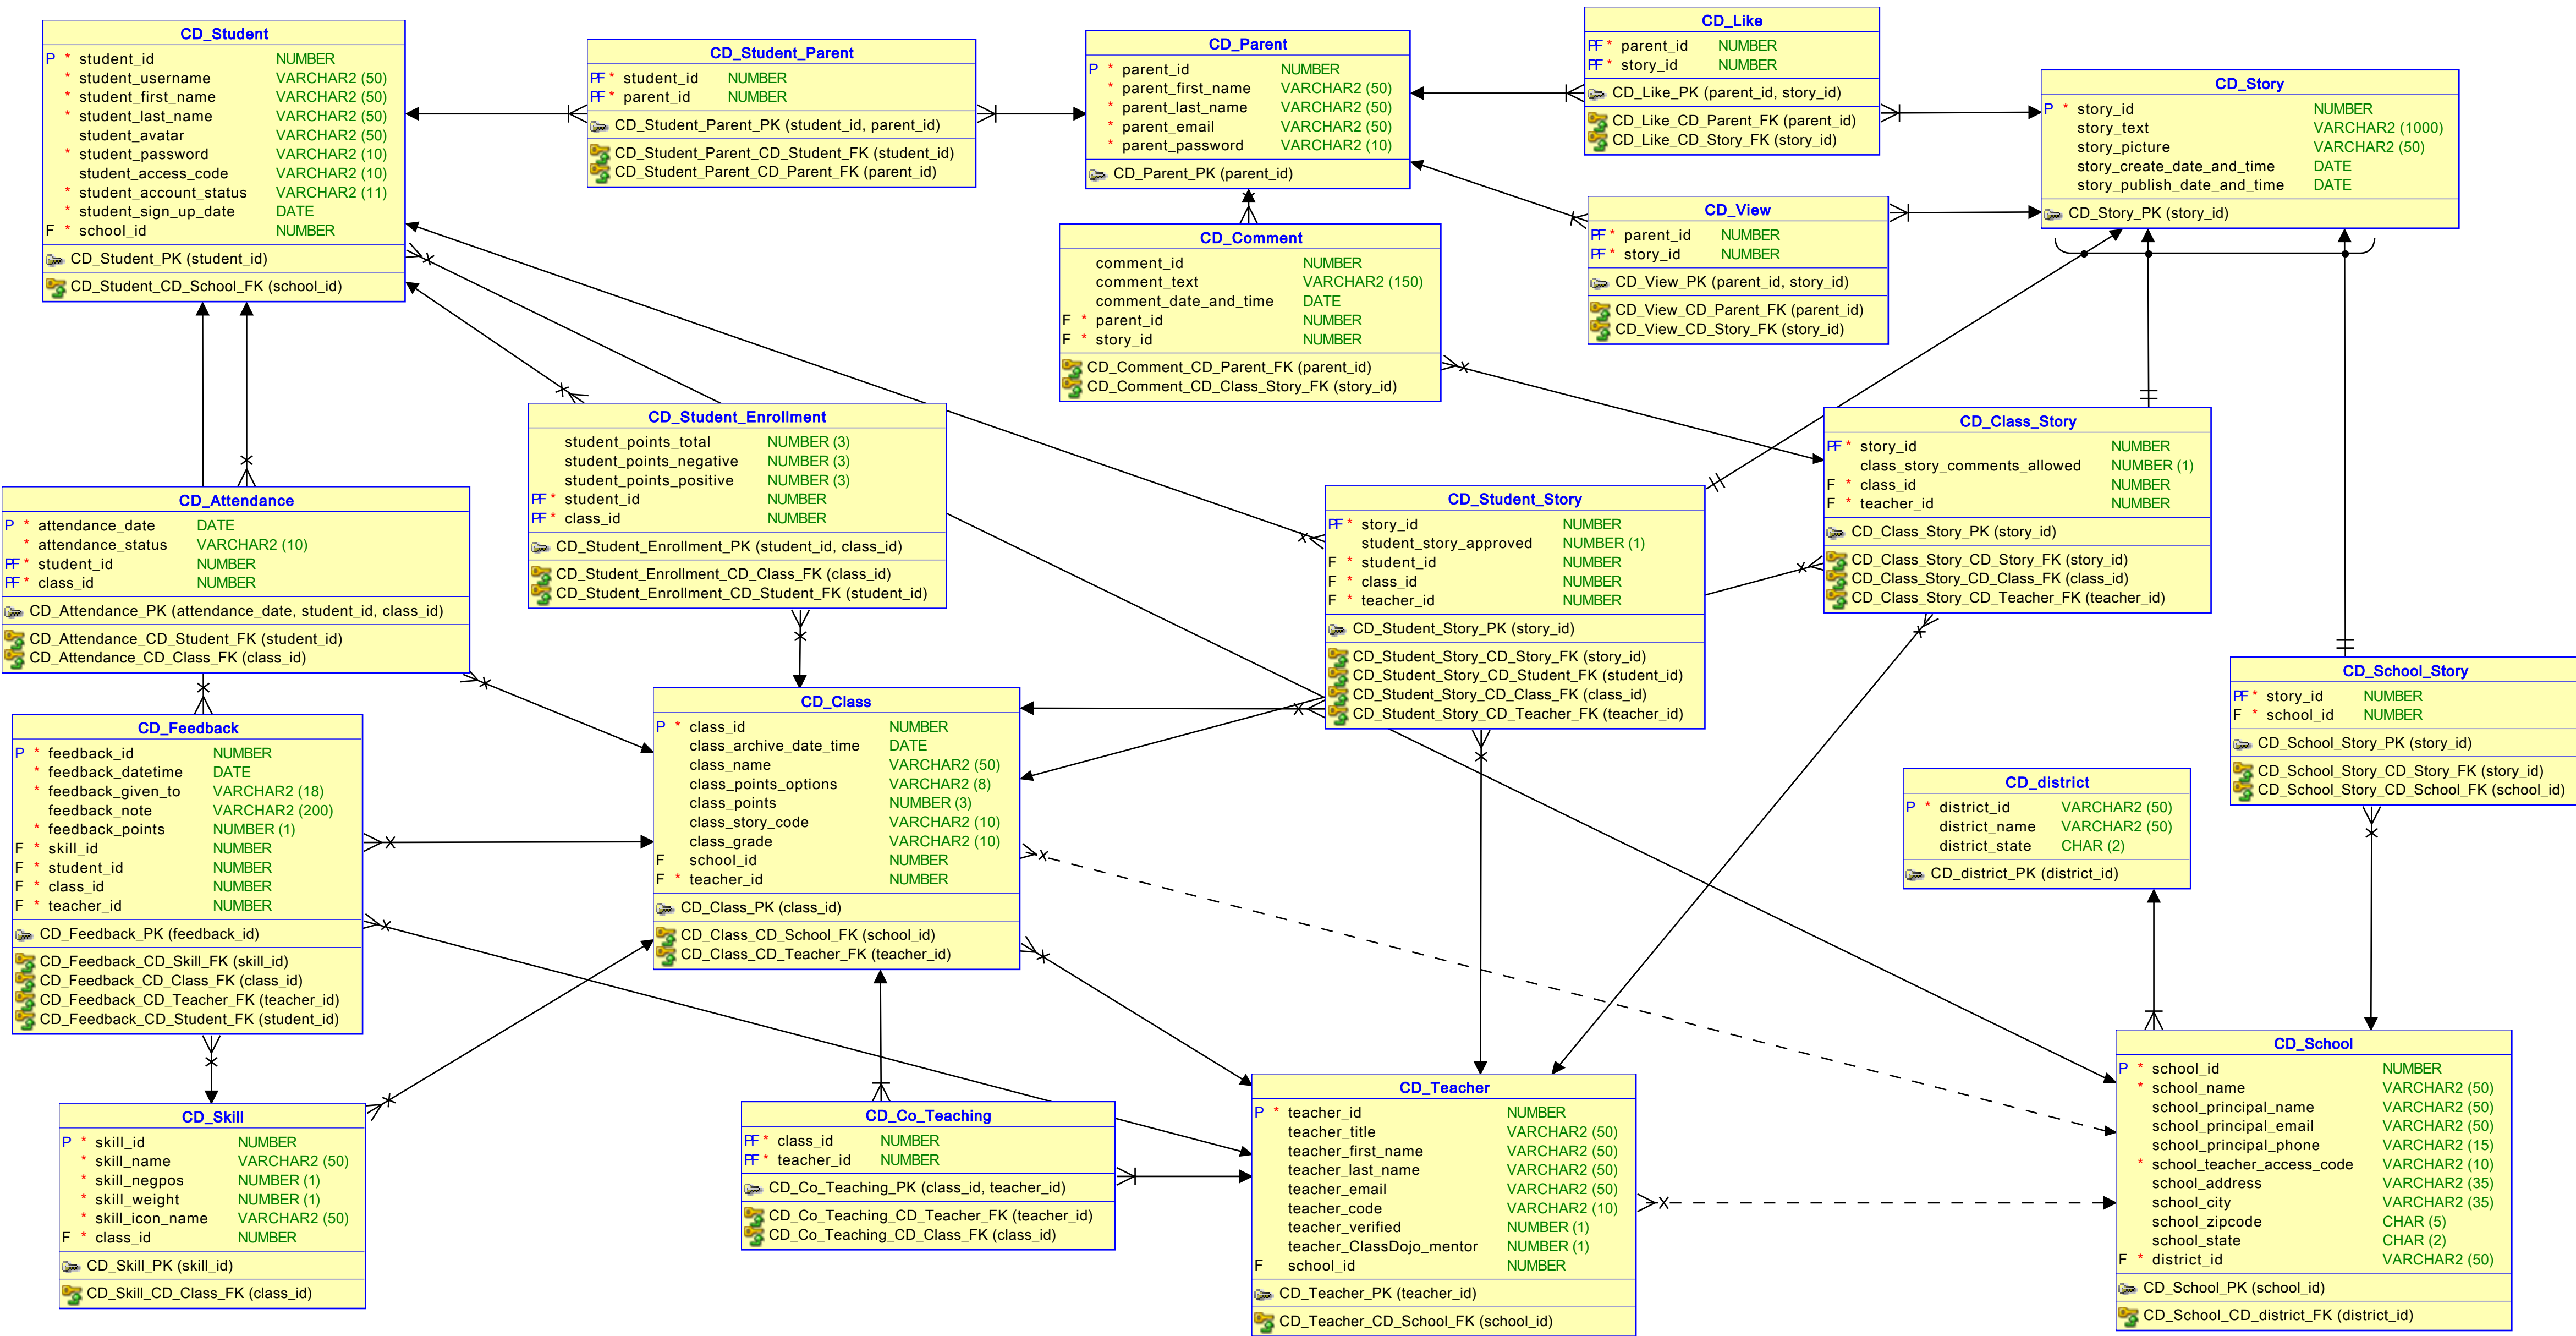 CD_Student
P * student_id NUMBER
* student_username VARCHAR2 (50)
* student_first_name VARCHAR2 (50)
* student_last_name VARCHAR2 (50)
student_avatar VARCHAR2 (50)
* student_password VARCHAR2 (10)
student_access_code VARCHAR2 (10)
* student_account_status VARCHAR2 (11)
* student_sign_up_date DATE
F * school_id NUMBER
CD_Student_PK (student_id)
CD_Student_CD_School_FK (school_id)
CD_Student_Parent
PF * student_id NUMBER
PF * parent_id NUMBER
CD_Student_Parent_PK (student_id, parent_id)
CD_Student_Parent_CD_Student_FK (student_id)
CD_Student_Parent_CD_Parent_FK (parent_id)
CD_Parent
P * parent_id NUMBER
* parent_first_name VARCHAR2 (50)
* parent_last_name VARCHAR2 (50)
* parent_email VARCHAR2 (50)
* parent_password VARCHAR2 (10)
CD_Parent_PK (parent_id)
CD_Like
PF * parent_id NUMBER
PF * story_id NUMBER
CD_Like_PK (parent_id, story_id)
CD_Like_CD_Parent_FK (parent_id)
CD_Like_CD_Story_FK (story_id)
CD_Story
P * story_id NUMBER
story_text VARCHAR2 (1000)
story_picture VARCHAR2 (50)
story_create_date_and_time DATE
story_publish_date_and_time DATE
CD_Story_PK (story_id)
CD_View
PF * parent_id NUMBER
PF * story_id NUMBER
CD_View_PK (parent_id, story_id)
CD_View_CD_Parent_FK (parent_id)
CD_View_CD_Story_FK (story_id)
CD_Comment
comment_id NUMBER
comment_text VARCHAR2 (150)
comment_date_and_time DATE
F * parent_id NUMBER
F * story_id NUMBER
CD_Comment_CD_Parent_FK (parent_id)
CD_Comment_CD_Class_Story_FK (story_id)
CD_Student_Enrollment
student_points_total NUMBER (3)
student_points_negative NUMBER (3)
student_points_positive NUMBER (3)
PF * student_id NUMBER
PF * class_id NUMBER
CD_Student_Enrollment_PK (student_id, class_id)
CD_Student_Enrollment_CD_Class_FK (class_id)
CD_Student_Enrollment_CD_Student_FK (student_id)
CD_Class_Story
PF * story_id NUMBER
class_story_comments_allowed NUMBER (1)
F * class_id NUMBER
F * teacher_id NUMBER
CD_Class_Story_PK (story_id)
CD_Class_Story_CD_Story_FK (story_id)
CD_Class_Story_CD_Class_FK (class_id)
CD_Class_Story_CD_Teacher_FK (teacher_id)
CD_Attendance
P * attendance_date DATE
* attendance_status VARCHAR2 (10)
PF * student_id NUMBER
PF * class_id NUMBER
CD_Attendance_PK (attendance_date, student_id, class_id)
CD_Attendance_CD_Student_FK (student_id)
CD_Attendance_CD_Class_FK (class_id)
CD_Student_Story
PF * story_id NUMBER
student_story_approved NUMBER (1)
F * student_id NUMBER
F * class_id NUMBER
F * teacher_id NUMBER
CD_Student_Story_PK (story_id)
CD_Student_Story_CD_Story_FK (story_id)
CD_Student_Story_CD_Student_FK (student_id)
CD_Student_Story_CD_Class_FK (class_id)
CD_Student_Story_CD_Teacher_FK (teacher_id)
CD_School_Story
PF * story_id NUMBER
F * school_id NUMBER
CD_School_Story_PK (story_id)
CD_School_Story_CD_Story_FK (story_id)
CD_School_Story_CD_School_FK (school_id)
CD_Feedback
P * feedback_id NUMBER
* feedback_datetime DATE
* feedback_given_to VARCHAR2 (18)
feedback_note VARCHAR2 (200)
* feedback_points NUMBER (1)
F * skill_id NUMBER
F * student_id NUMBER
F * class_id NUMBER
F * teacher_id NUMBER
CD_Feedback_PK (feedback_id)
CD_Feedback_CD_Skill_FK (skill_id)
CD_Feedback_CD_Class_FK (class_id)
CD_Feedback_CD_Teacher_FK (teacher_id)
CD_Feedback_CD_Student_FK (student_id)
CD_Class
P * class_id NUMBER
class_archive_date_time DATE
class_name VARCHAR2 (50)
class_points_options VARCHAR2 (8)
class_points NUMBER (3)
class_story_code VARCHAR2 (10)
class_grade VARCHAR2 (10)
F school_id NUMBER
F * teacher_id NUMBER
CD_Class_PK (class_id)
CD_Class_CD_School_FK (school_id)
CD_Class_CD_Teacher_FK (teacher_id)
CD_district
P * district_id VARCHAR2 (50)
district_name VARCHAR2 (50)
district_state CHAR (2)
CD_district_PK (district_id)
CD_Skill
P * skill_id NUMBER
* skill_name VARCHAR2 (50)
* skill_negpos NUMBER (1)
* skill_weight NUMBER (1)
* skill_icon_name VARCHAR2 (50)
F * class_id NUMBER
CD_Skill_PK (skill_id)
CD_Skill_CD_Class_FK (class_id)
CD_Co_Teaching
PF * class_id NUMBER
PF * teacher_id NUMBER
CD_Co_Teaching_PK (class_id, teacher_id)
CD_Co_Teaching_CD_Teacher_FK (teacher_id)
CD_Co_Teaching_CD_Class_FK (class_id)
CD_Teacher
P * teacher_id NUMBER
teacher_title VARCHAR2 (50)
teacher_first_name VARCHAR2 (50)
teacher_last_name VARCHAR2 (50)
teacher_email VARCHAR2 (50)
teacher_code VARCHAR2 (10)
teacher_verified NUMBER (1)
teacher_ClassDojo_mentor NUMBER (1)
F school_id NUMBER
CD_Teacher_PK (teacher_id)
CD_Teacher_CD_School_FK (school_id)
CD_School
P * school_id NUMBER
* school_name VARCHAR2 (50)
school_principal_name VARCHAR2 (50)
school_principal_email VARCHAR2 (50)
school_principal_phone VARCHAR2 (15)
* school_teacher_access_code VARCHAR2 (10)
school_address VARCHAR2 (35)
school_city VARCHAR2 (35)
school_zipcode CHAR (5)
school_state CHAR (2)
F * district_id VARCHAR2 (50)
CD_School_PK (school_id)
CD_School_CD_district_FK (district_id)